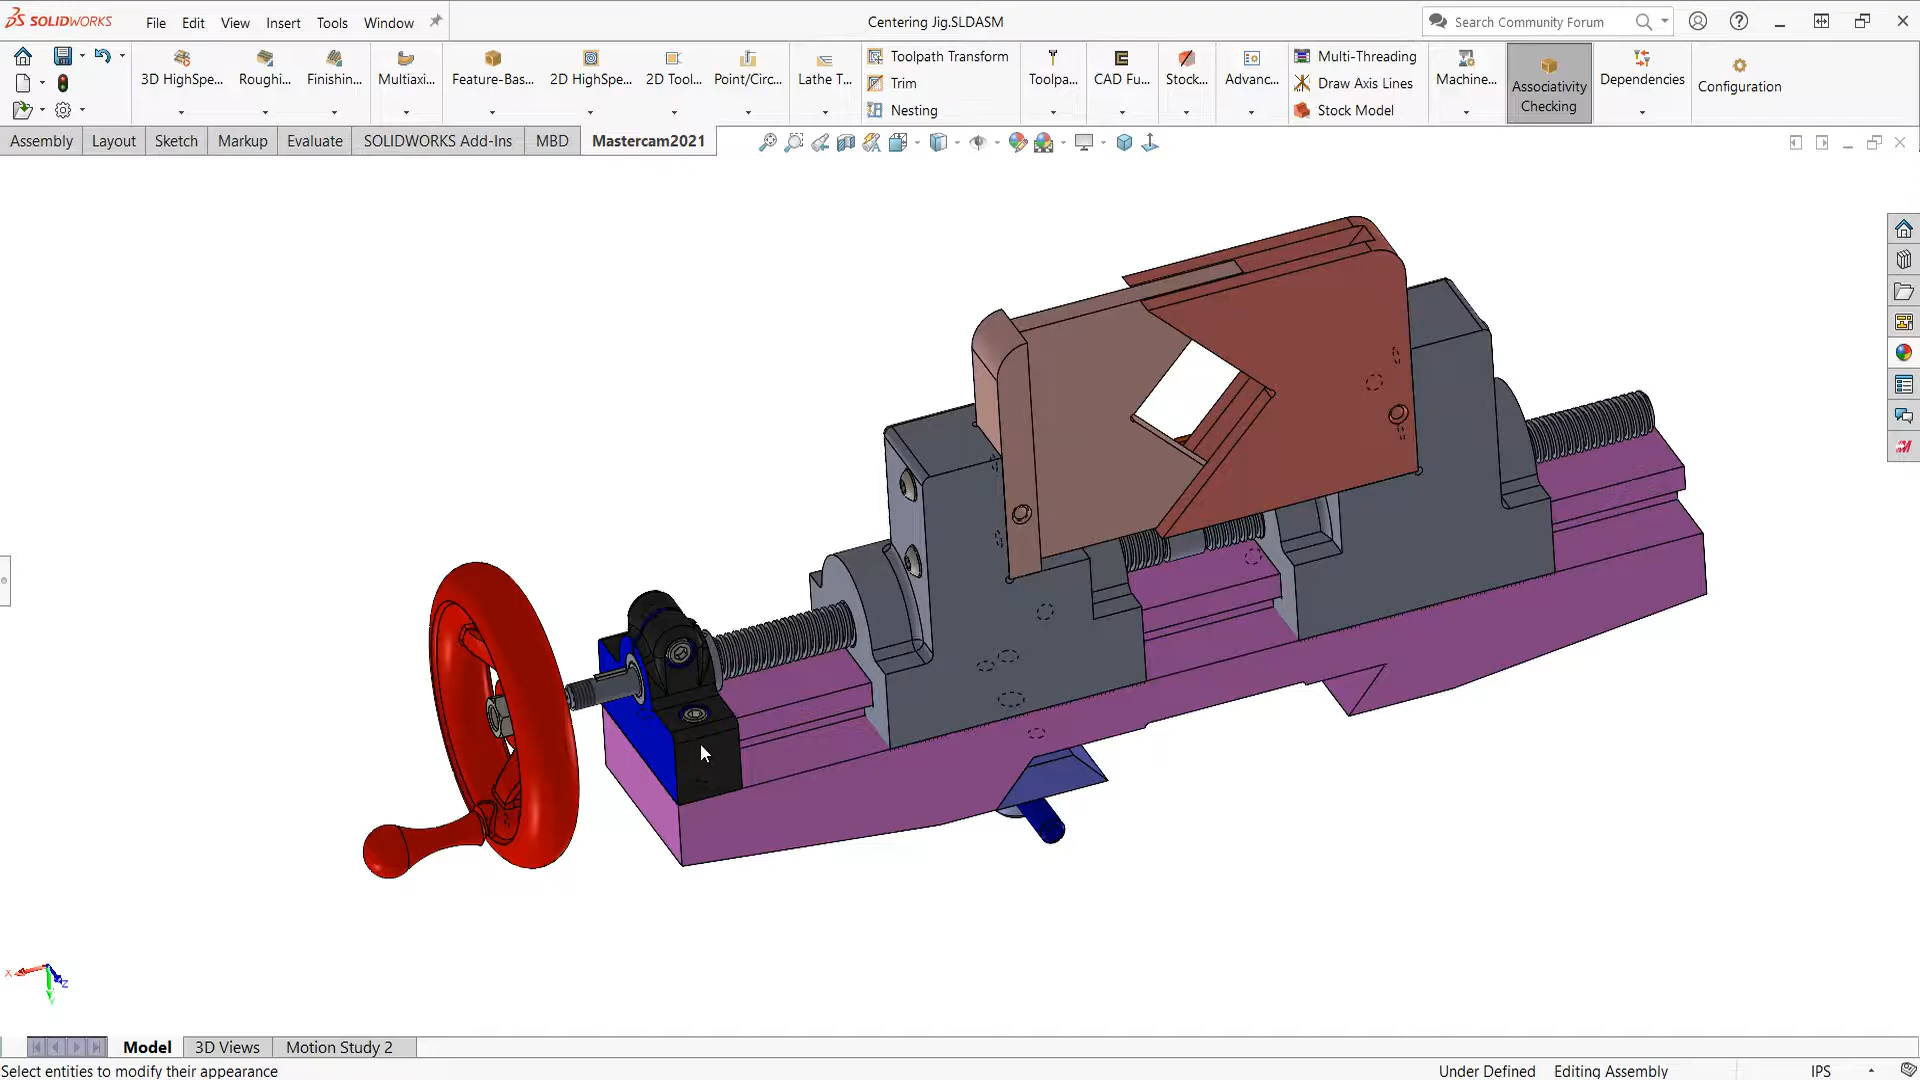 SOLIDWORKS File Edit View Insert Tools Window Centering Jig.SLDASM Search Community Forum
3D HighSpe... Roughi... Finishin... Multiaxi... Feature-Bas... 2D HighSpe... 2D Tool... Point/Circ... Lathe T... Toolpath Transform Toolpa... CAD Fu... Stock... Advanc... Multi-Threading Machine... Associativity Dependencies Configuration
Trim Draw Axis Lines Checking
Nesting Stock Model
Assembly Layout Sketch Markup Evaluate SOLIDWORKS Add-Ins MBD Mastercam2021
X Z
Y
Model 3D Views Motion Study 2
Select entities to modify their appearance Under Defined Editing Assembly IPS